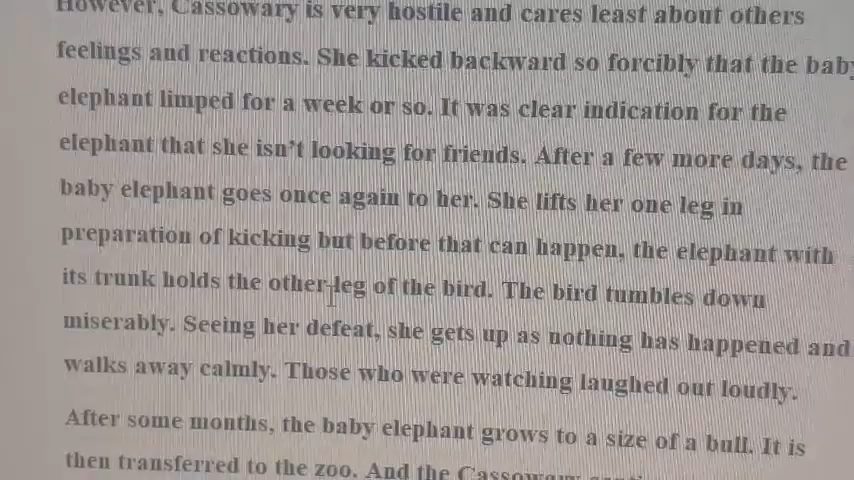 However, Cassowary is very hostile and cares least about others
feelings and reactions. She kicked backward so forcibly that the baby
elephant limped for a week or so. It was clear indication for the
elephant that she isn't looking for friends. After a few more days, the
baby elephant goes once again to her. She lifts her one leg in
preparation of kicking but before that can happen, the elephant with
its trunk holds the other leg of the bird. The bird tumbles down
miserably. Seeing her defeat, she gets up as nothing has happened and
walks away calmly. Those who were watching laughed out loudly.
After some months, the baby elephant grows to a size of a bull. It is
then transferred to the zoo. And the Cassowary